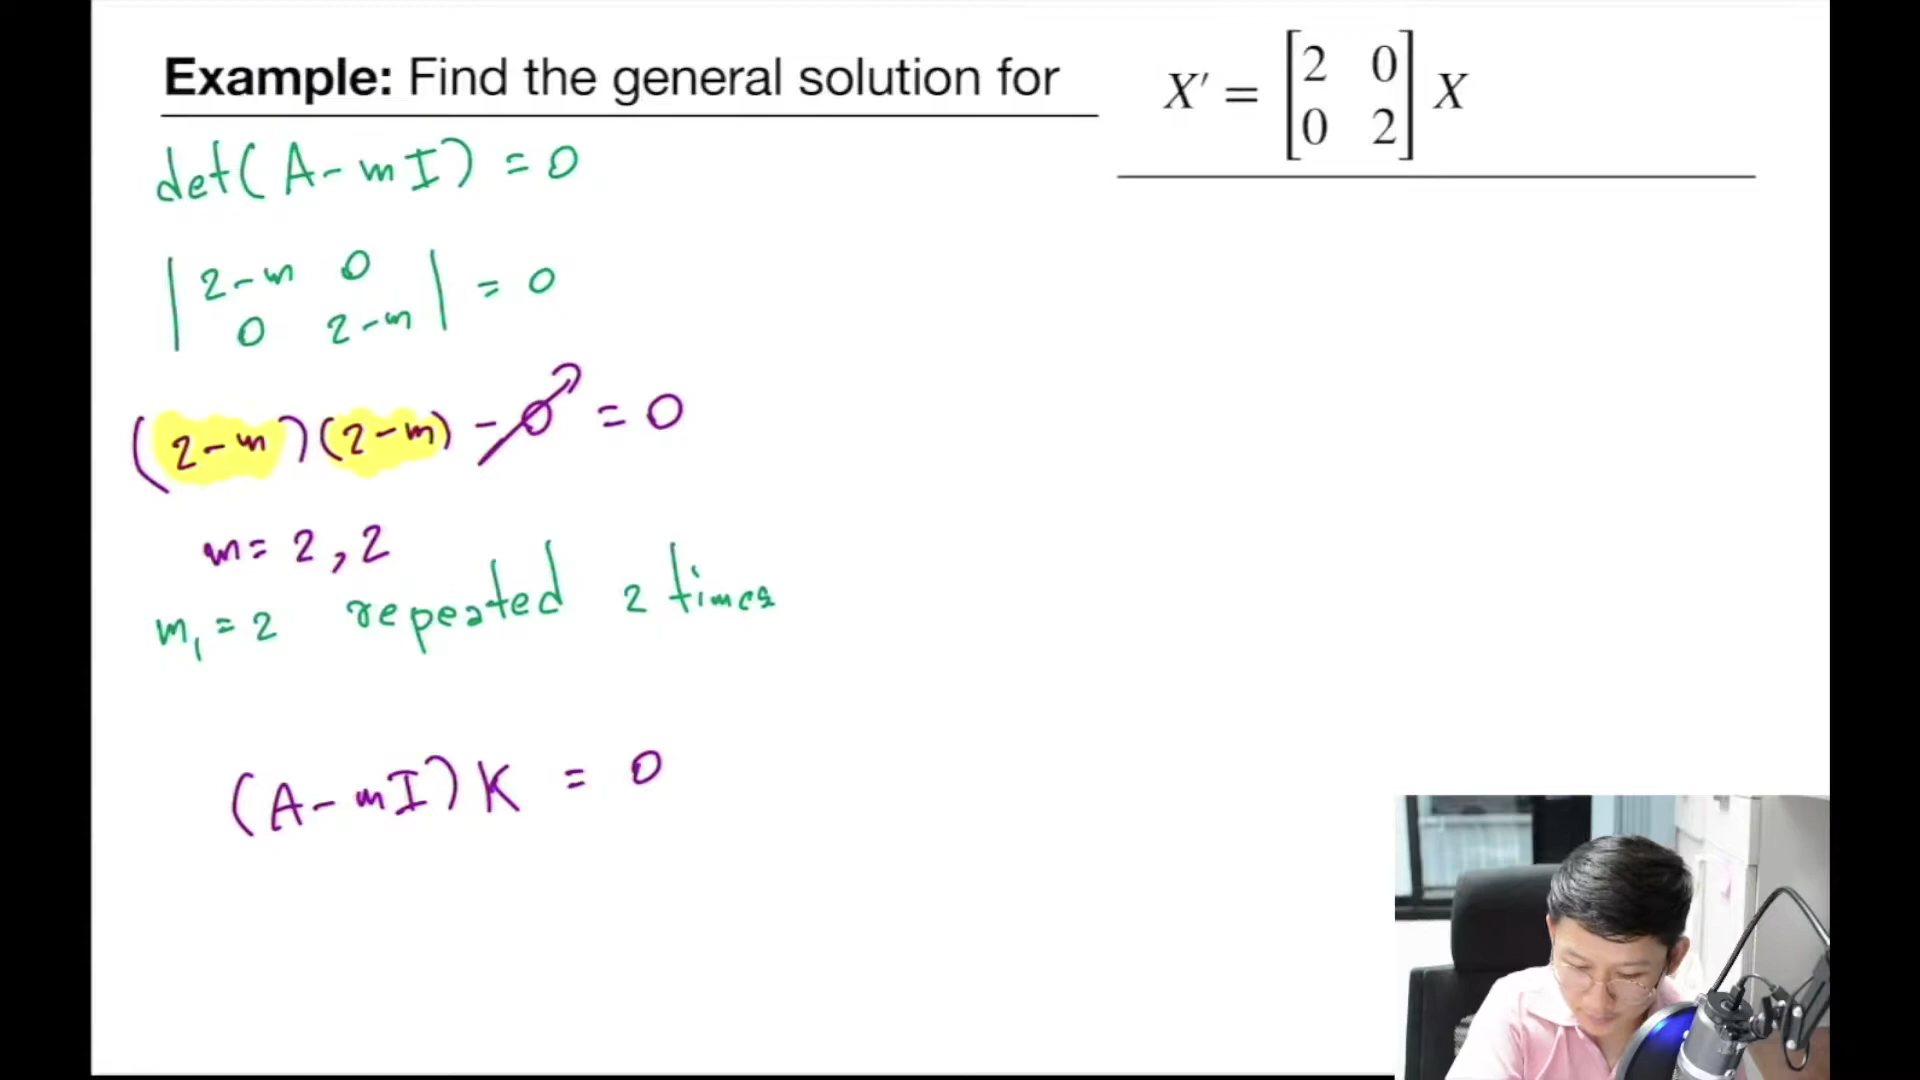 Example: Find the general solution for X' = [2 0; 0 2] X
det(A-mI) = 0
| 2-m 0 |
| 0 2-m | = 0
(2-m)(2-m) - 0 = 0
m = 2, 2
m₁ = 2 repeated 2 times
(A-mI)K = 0